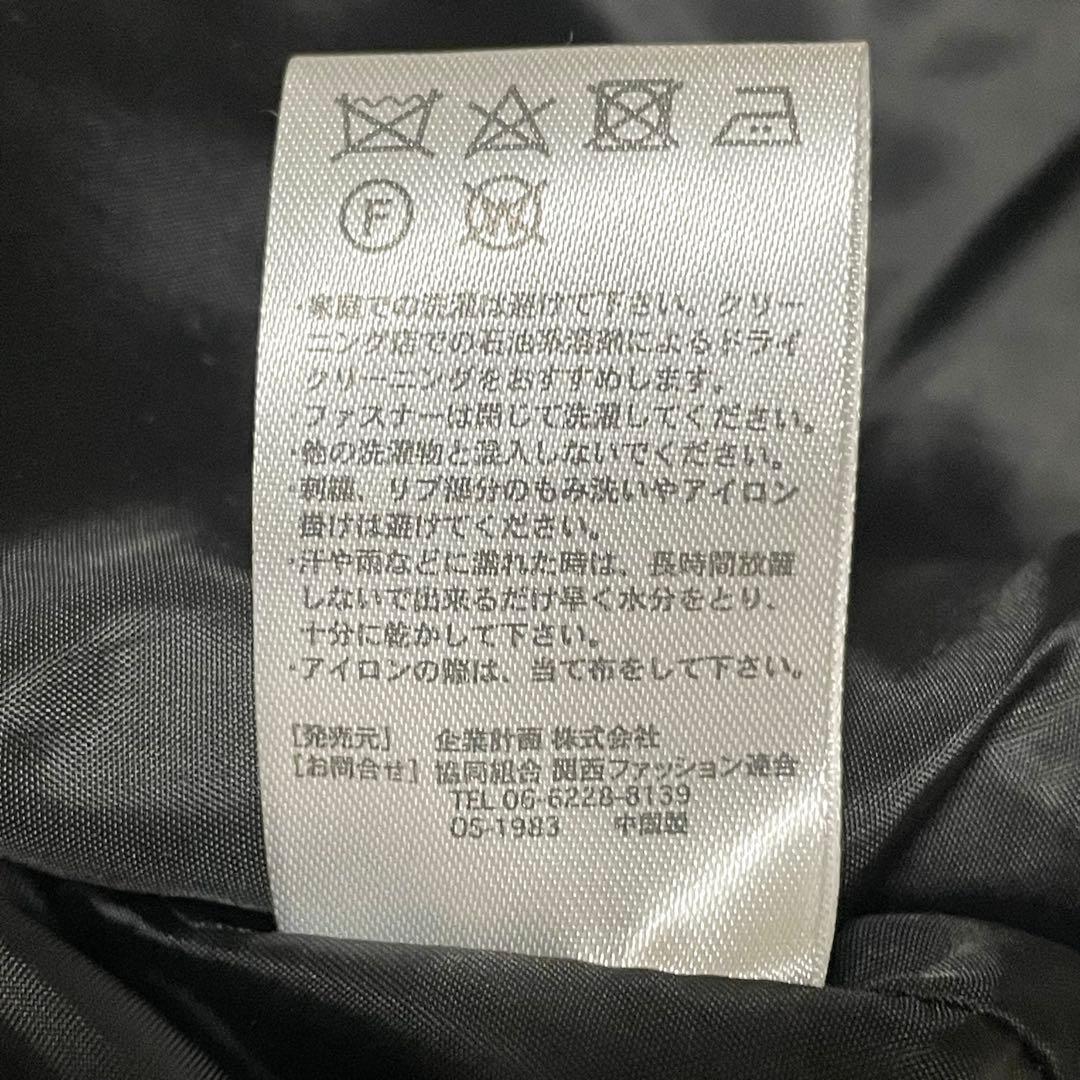 F W
・家庭での洗濯は避けて下さい。クリー
ニング店での石油系溶剤によるドライ
クリーニングをおすすめします。
・ファスナーは閉じて洗濯してください。
・他の洗濯物と混入しないでください。
・刺繍、リブ部分のもみ洗いやアイロン
掛けは避けてください。
・汗や雨などに濡れた時は、長時間放置
しないで出来るだけ早く水分をとり、
十分に乾かして下さい。
・アイロンの際は、当て布をして下さい。
[発売元] 企業計画 株式会社
[お問合せ] 協同組合 関西ファッション連合
TEL 06-6228-8139
OS-1983 中国製